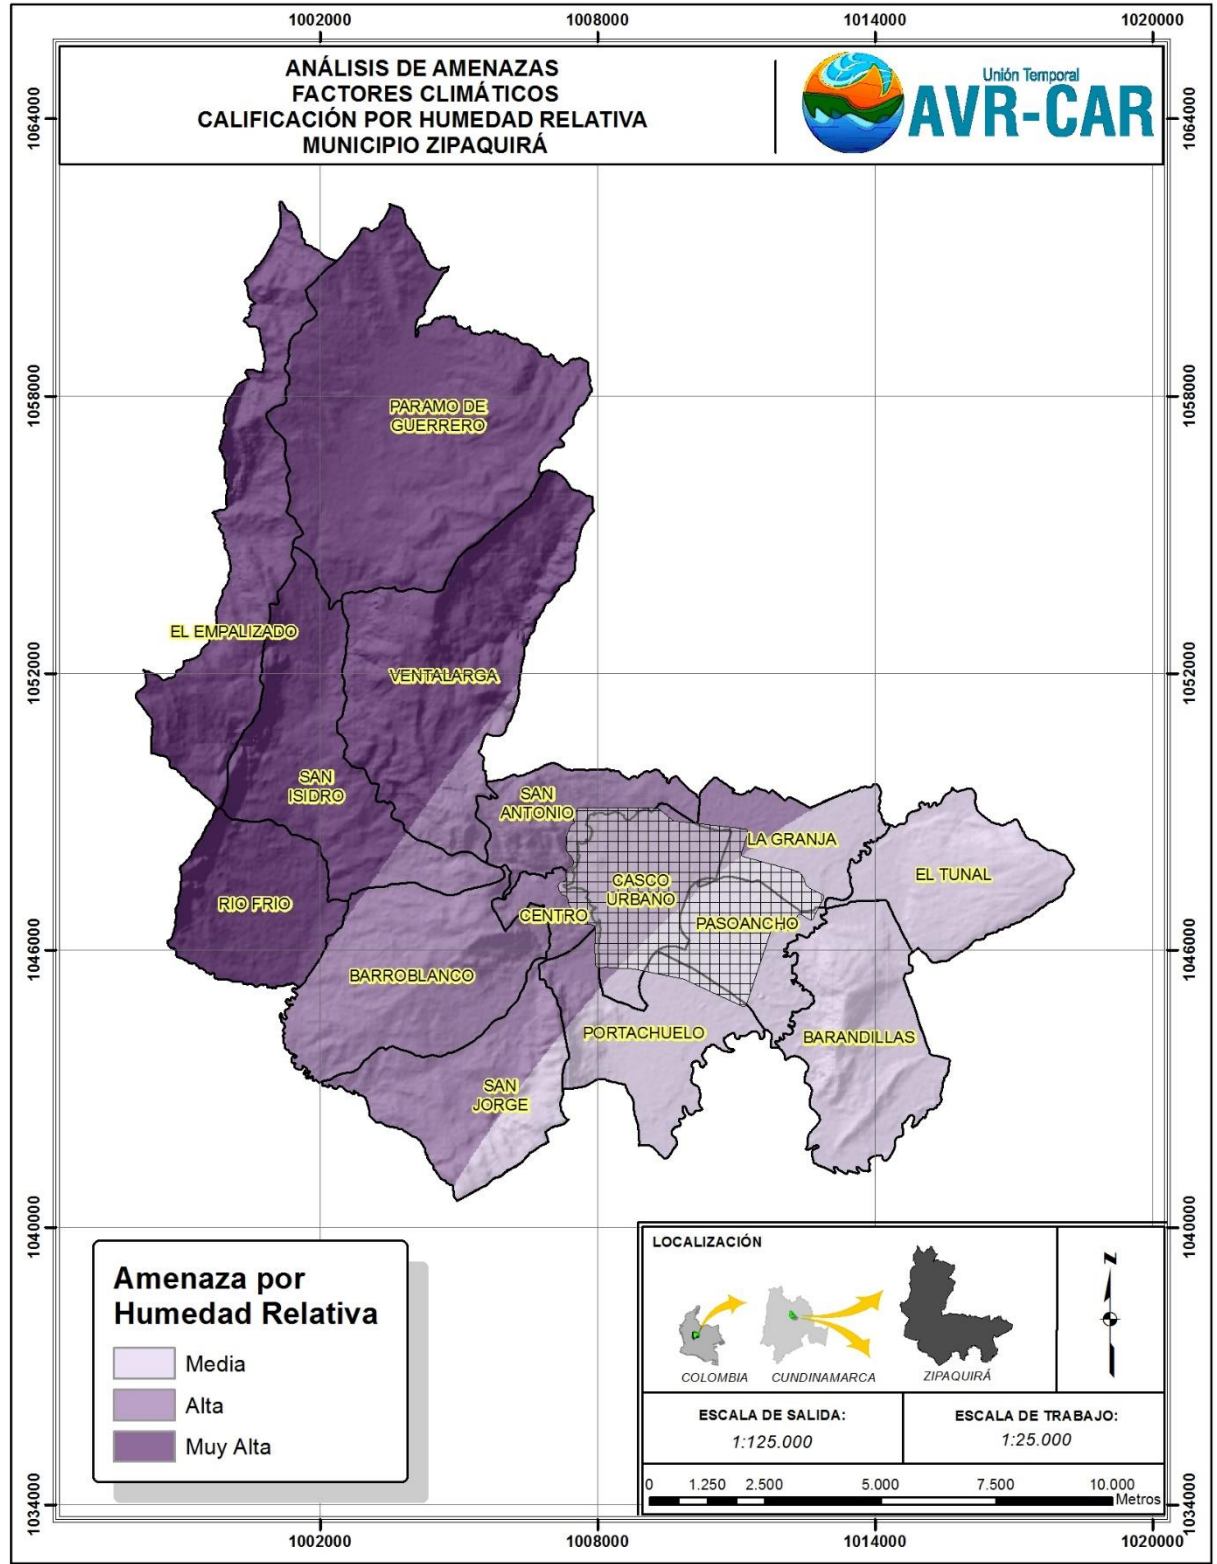 1002000
1008000
1014000
1020000
ANÁLISIS DE AMENAZAS
FACTORES CLIMÁTICOS
CALIFICACIÓN POR HUMEDAD RELATIVA
MUNICIPIO ZIPAQUIRÁ
Unión Temporal
AVR-CAR
1064000
1064000
1058000
1058000
PARAMO DE
GUERRERO
EL EMPALIZADO
1052000
1052000
VENTALARGA
SAN
ISIDRO
SAN
ANTONIO
LA GRANJA
EL TUNAL
CASCO
URBANO
RIO FRIO
CENTRO
PASOANCHO
1046000
1046000
BARROBLANCO
PORTACHUELO
BARANDILLAS
SAN
JORGE
1040000
1040000
Amenaza por
Humedad Relativa
Media
Alta
Muy Alta
LOCALIZACIÓN
N
COLOMBIA
CUNDINAMARCA
ZIPAQUIRÁ
ESCALA DE SALIDA:
1:125.000
ESCALA DE TRABAJO:
1:25.000
0 1.250 2.500 5.000 7.500 10.000
Metros
1034000
1034000
1002000
1008000
1014000
1020000